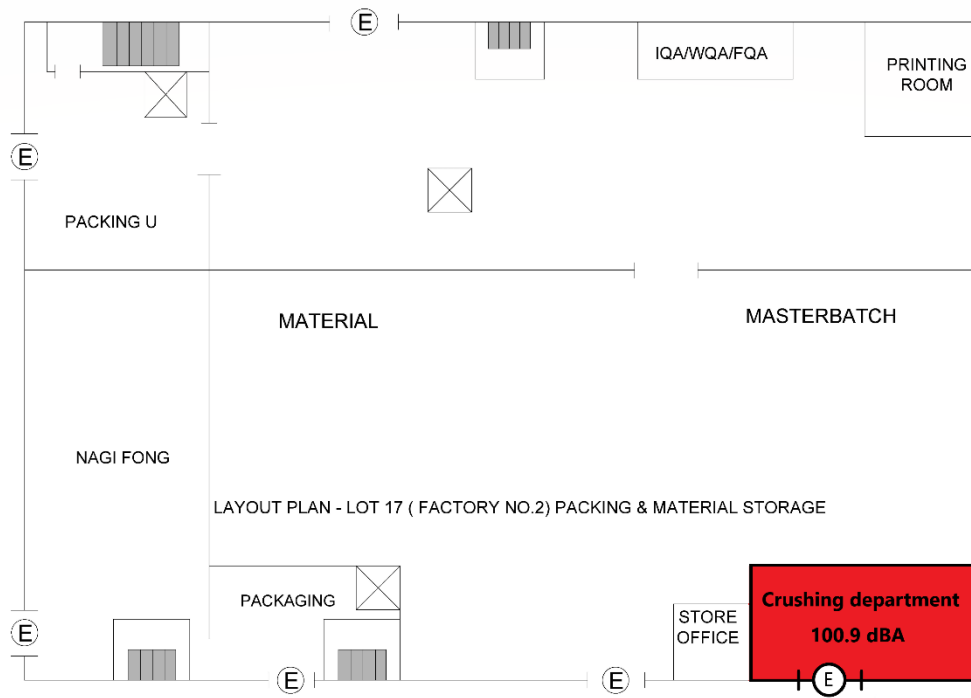 E
IQA/WQA/FQA
PRINTING
ROOM
E
PACKING U
MATERIAL
MASTERBATCH
NAGI FONG
LAYOUT PLAN - LOT 17 ( FACTORY NO.2) PACKING & MATERIAL STORAGE
PACKAGING
STORE
OFFICE
Crushing department
100.9 dBA
E
E
E
E